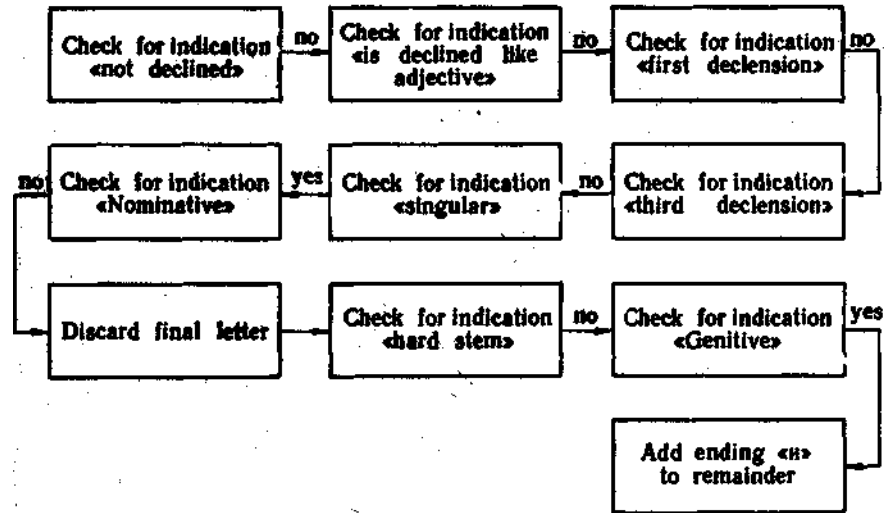 Check for indication
«not declined»
no
Check for indication
«is declined like
adjective»
no
Check for indication
«first declension»
no
no
Check for indication
«Nominative»
yes
Check for indication
«singular»
no
Check for indication
«third declension»
Discard final letter
Check for indication
«hard stem»
no
Check for indication
«Genitive»
yes
Add ending «и»
to remainder